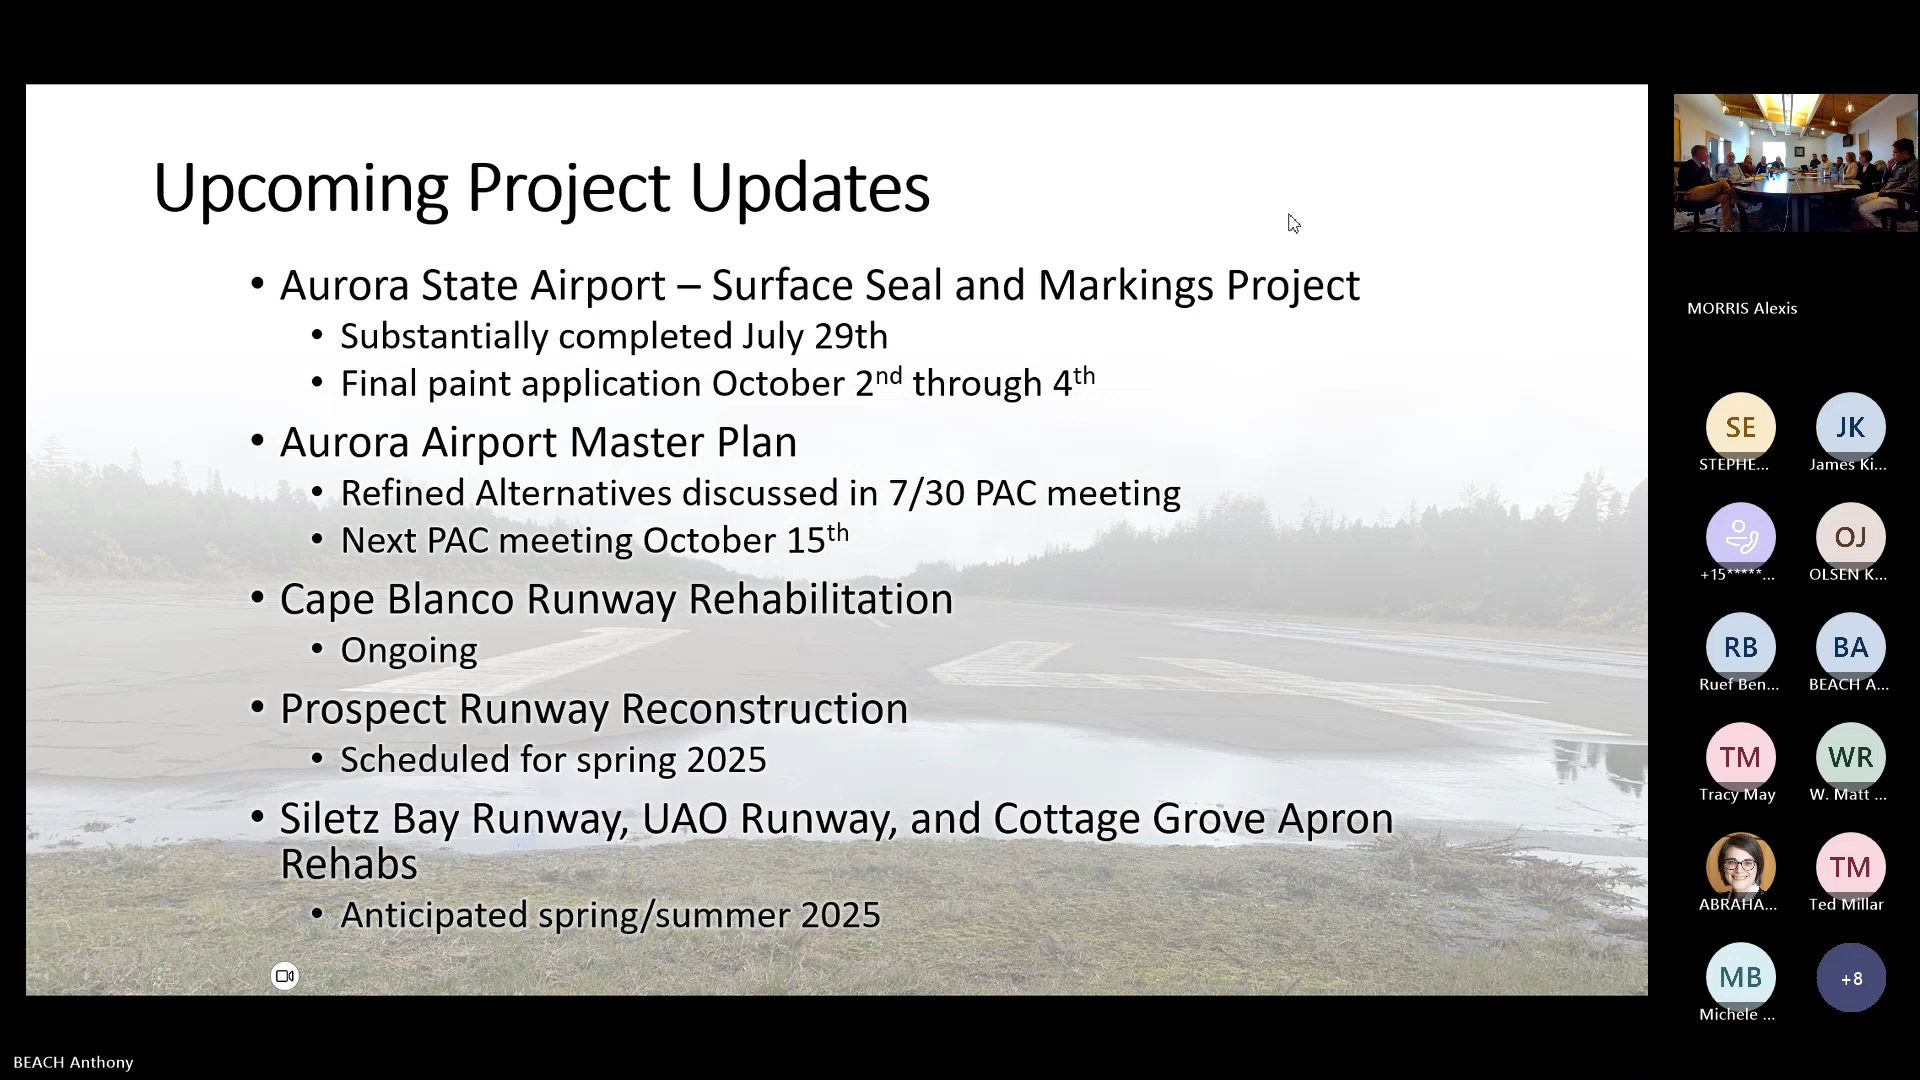 Upcoming Project Updates
• Aurora State Airport – Surface Seal and Markings Project
• Substantially completed July 29th
• Final paint application October 2nd through 4th
• Aurora Airport Master Plan
• Refined Alternatives discussed in 7/30 PAC meeting
• Next PAC meeting October 15th
• Cape Blanco Runway Rehabilitation
• Ongoing
• Prospect Runway Reconstruction
• Scheduled for spring 2025
• Siletz Bay Runway, UAO Runway, and Cottage Grove Apron
Rehabs
• Anticipated spring/summer 2025
MORRIS Alexis
SE JK
STEPHE... James Ki...
OJ
+15*****... OLSEN K...
RB BA
Ruef Ben... BEACH A...
TM WR
Tracy May W. Matt ...
TM
ABRAHA... Ted Millar
MB +8
Michele ...
BEACH Anthony